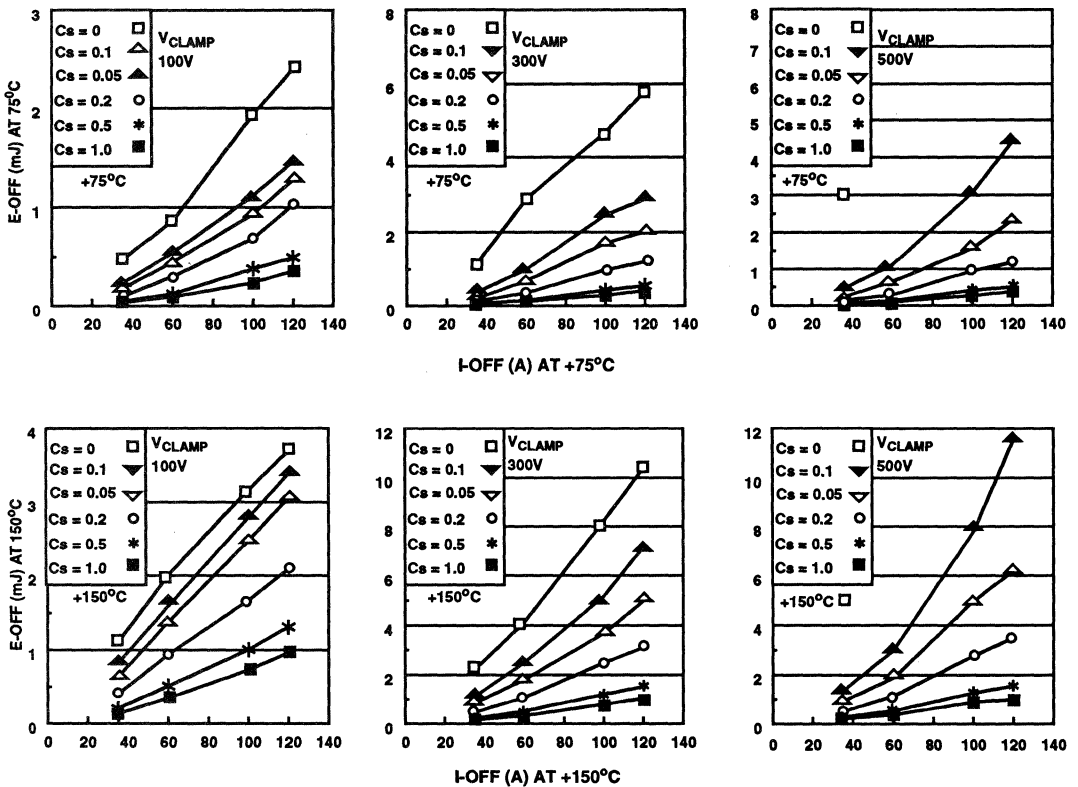 3
2
1
0
E-OFF (mJ) AT 75°C
Cs = 0
Cs = 0.1
Cs = 0.05
Cs = 0.2
Cs = 0.5
Cs = 1.0
VCLAMP
100V
+75°C
0 20 40 60 80 100 120 140
8
6
4
2
0
Cs = 0
Cs = 0.1
Cs = 0.05
Cs = 0.2
Cs = 0.5
Cs = 1.0
VCLAMP
300V
+75°C
0 20 40 60 80 100 120 140
8
7
6
5
4
3
2
1
0
Cs = 0
Cs = 0.1
Cs = 0.05
Cs = 0.2
Cs = 0.5
Cs = 1.0
VCLAMP
500V
+75°C
0 20 40 60 80 100 120 140
I-OFF (A) AT +75°C
4
3
2
1
0
E-OFF (mJ) AT 150°C
Cs = 0
Cs = 0.1
Cs = 0.05
Cs = 0.2
Cs = 0.5
Cs = 1.0
VCLAMP
100V
+150°C
0 20 40 60 80 100 120 140
12
10
8
6
4
2
0
Cs = 0
Cs = 0.1
Cs = 0.05
Cs = 0.2
Cs = 0.5
Cs = 1.0
VCLAMP
300V
+150°C
0 20 40 60 80 100 120 140
12
10
8
6
4
2
0
Cs = 0
Cs = 0.1
Cs = 0.05
Cs = 0.2
Cs = 0.5
Cs = 1.0
VCLAMP
500V
+150°C
0 20 40 60 80 100 120 140
I-OFF (A) AT +150°C